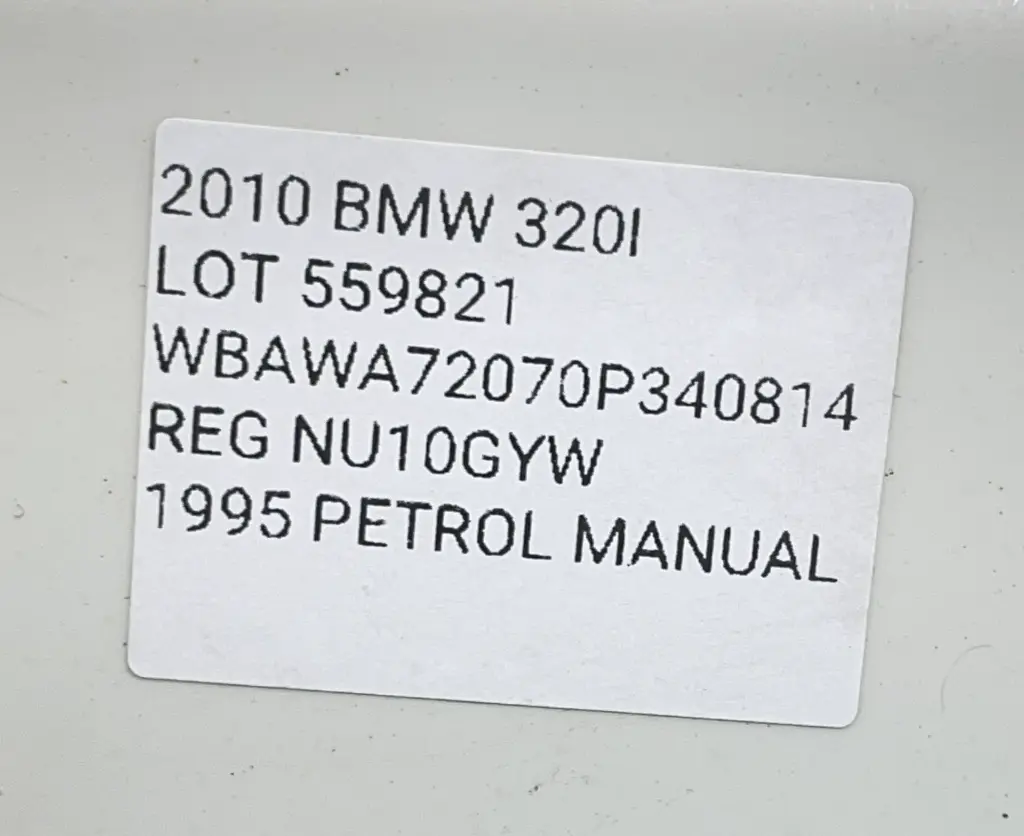 2010 BMW 320I
LOT 559821
WBAWA72070P340814
REG NU10GYW
1995 PETROL MANUAL